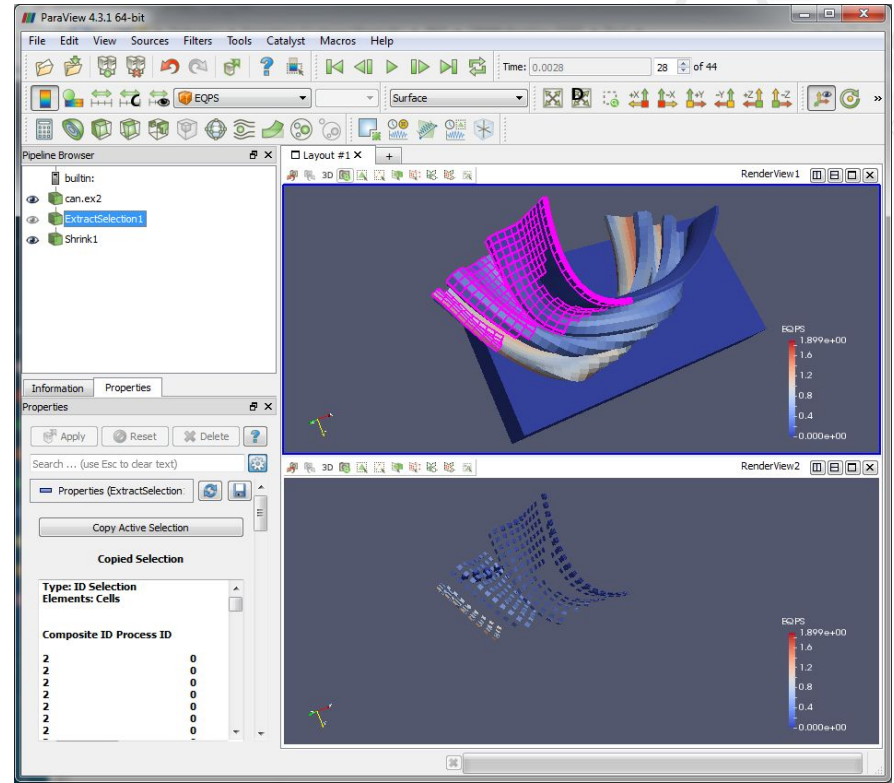 ParaView 4.3.1 64-bit
File Edit View Sources Filters Tools Catalyst Macros Help
Time: 0.0028 28 of 44
EQPS Surface +X -X +Y -Y +Z -Z »
Pipeline Browser
Layout #1 X +
builtin:
3D RenderView1
can.ex2
ExtractSelection1
Shrink1
EQPS
1.899e+00
1.6
1.2
0.8
0.4
0.000e+00
Information Properties
Properties
Apply Reset Delete ?
Search ... (use Esc to clear text)
3D RenderView2
Properties (ExtractSelection
Copy Active Selection
Copied Selection
Type: ID Selection
Elements: Cells
Composite ID Process ID
2 0
2 0
2 0
2 0
2 0
2 0
2 0
EQPS
1.899e+00
1.6
1.2
0.8
0.4
0.000e+00